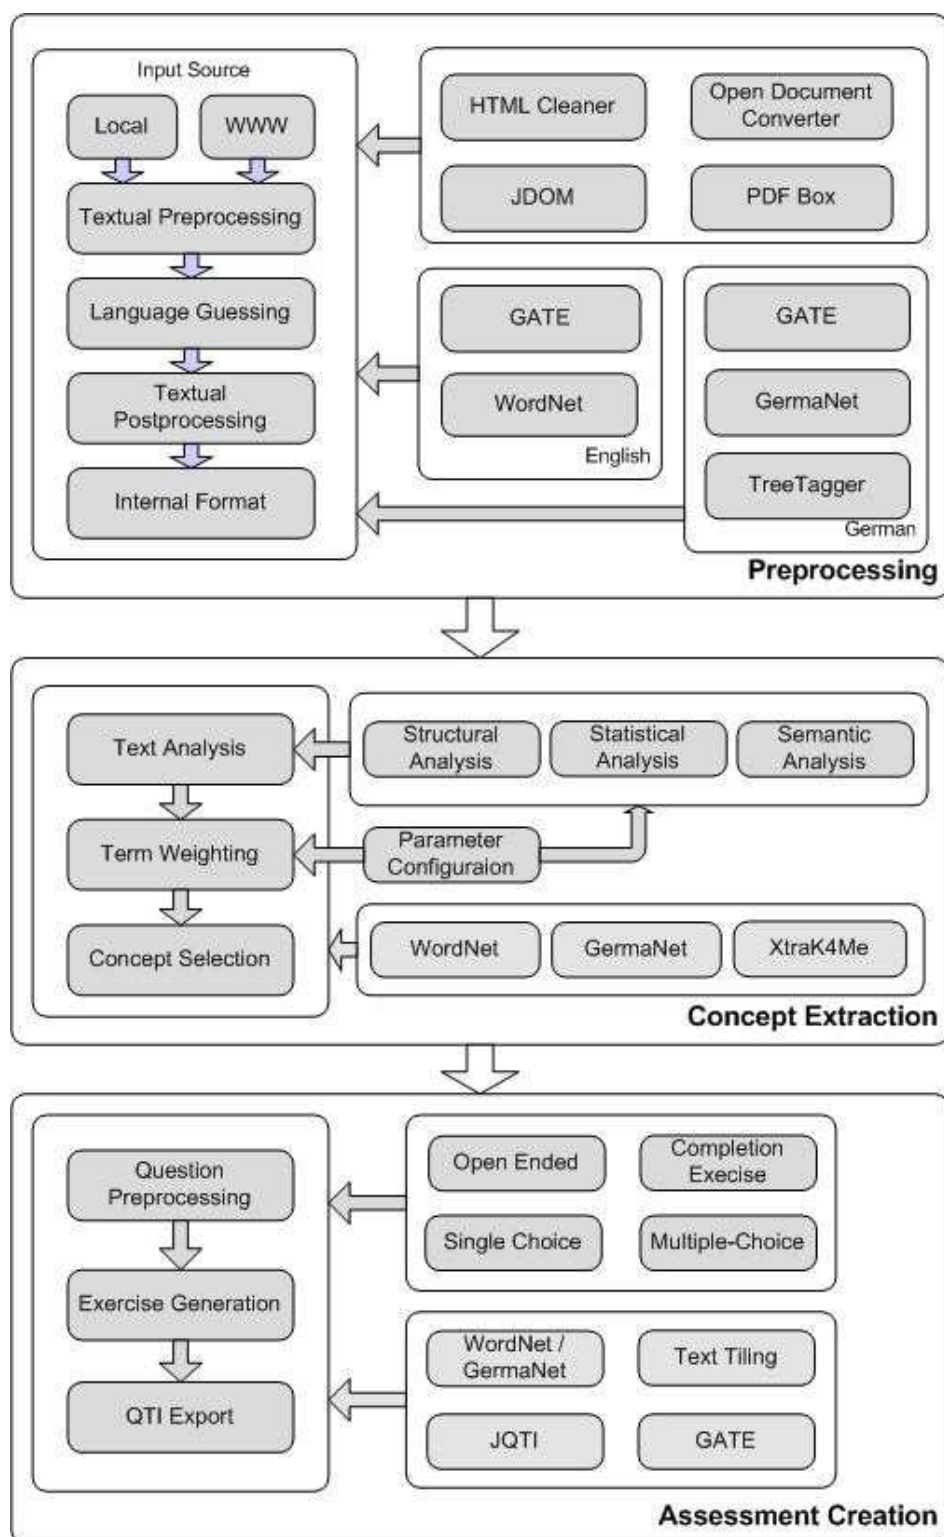 Input Source
Local
WWW
Textual Preprocessing
Language Guessing
Textual
Postprocessing
Internal Format
HTML Cleaner
Open Document
Converter
JDOM
PDF Box
GATE
WordNet
English
GATE
GermaNet
TreeTagger
German
Preprocessing
Text Analysis
Term Weighting
Concept Selection
Structural
Analysis
Statistical
Analysis
Semantic
Analysis
Parameter
Configuraion
WordNet
GermaNet
XtraK4Me
Concept Extraction
Question
Preprocessing
Exercise Generation
QTI Export
Open Ended
Completion
Execise
Single Choice
Multiple-Choice
WordNet /
GermaNet
Text Tiling
JQTI
GATE
Assessment Creation